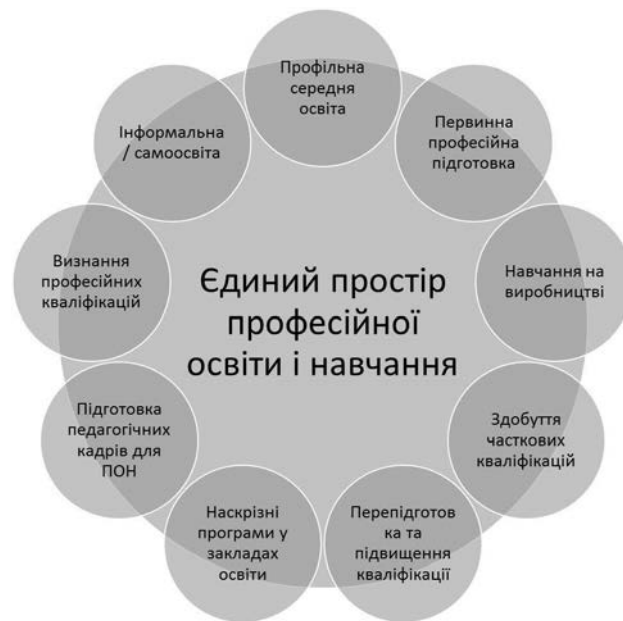 Профільна
середня
освіта
Первинна
професійна
підготовка
Навчання на
виробництві
Здобуття
часткових
кваліфікацій
Перепідготов
ка та
підвищення
кваліфікації
Наскрізні
програми у
закладах
освіти
Підготовка
педагогічних
кадрів для
ПОН
Визнання
професійних
кваліфікацій
Інформальна
/ самоосвіта
Єдиний простір
професійної
освіти і навчання